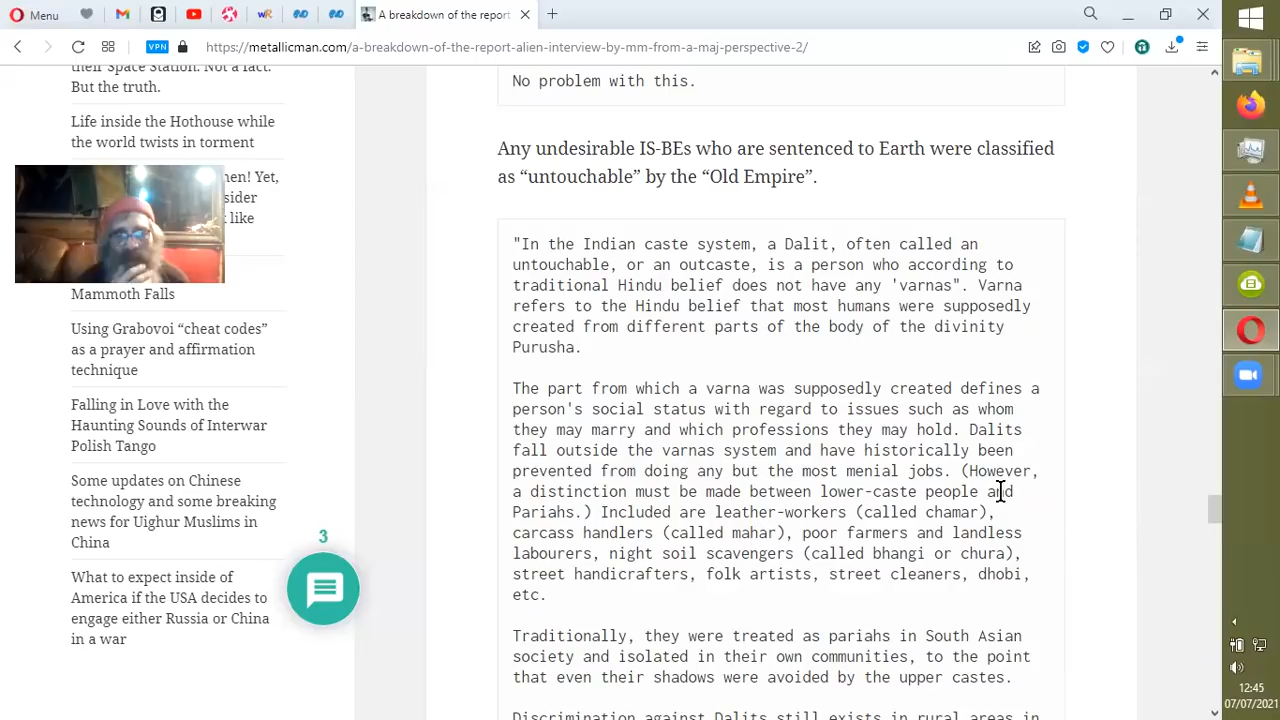 Menu
A breakdown of the report
https://metallicman.com/a-breakdown-of-the-report-alien-interview-by-mm-from-a-maj-perspective-2/
VPN
their Space Station. Not a fact.
But the truth.
Life inside the Hothouse while
the world twists in torment
men! Yet,
sider
like
Mammoth Falls
Using Grabovoi “cheat codes”
as a prayer and affirmation
technique
Falling in Love with the
Haunting Sounds of Interwar
Polish Tango
Some updates on Chinese
technology and some breaking
news for Uighur Muslims in
China
What to expect inside of
America if the USA decides to
engage either Russia or China
in a war
3
No problem with this.
Any undesirable IS-BEs who are sentenced to Earth were classified
as “untouchable” by the “Old Empire”.
"In the Indian caste system, a Dalit, often called an
untouchable, or an outcaste, is a person who according to
traditional Hindu belief does not have any 'varnas". Varna
refers to the Hindu belief that most humans were supposedly
created from different parts of the body of the divinity
Purusha.
The part from which a varna was supposedly created defines a
person's social status with regard to issues such as whom
they may marry and which professions they may hold. Dalits
fall outside the varnas system and have historically been
prevented from doing any but the most menial jobs. (However,
a distinction must be made between lower-caste people and
Pariahs.) Included are leather-workers (called chamar),
carcass handlers (called mahar), poor farmers and landless
labourers, night soil scavengers (called bhangi or chura),
street handicrafters, folk artists, street cleaners, dhobi,
etc.
Traditionally, they were treated as pariahs in South Asian
society and isolated in their own communities, to the point
that even their shadows were avoided by the upper castes.
Discrimination against Dalits still exists in rural areas in
12:45
07/07/2021